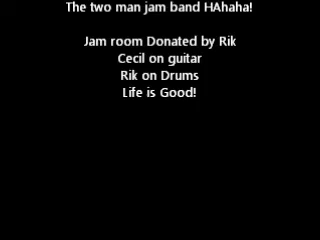 The two man jam band HAhaha!
Jam room Donated by Rik
Cecil on guitar
Rik on Drums
Life is Good!